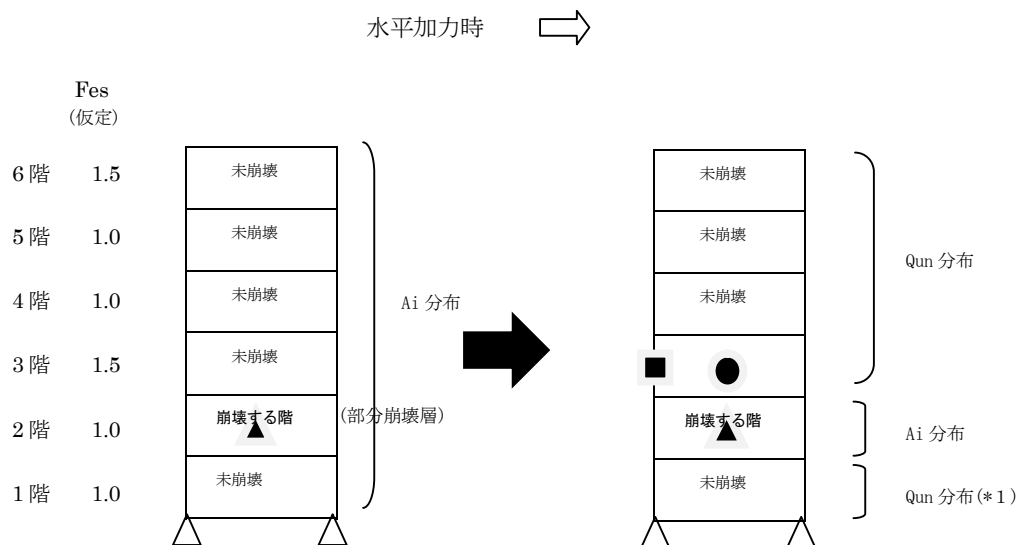 水平加力時
Fes
(仮定)
6階 1.5 未崩壊 未崩壊
5階 1.0 未崩壊 未崩壊
Qun 分布
4階 1.0 未崩壊 Ai 分布 未崩壊
3階 1.5 未崩壊
2階 1.0 崩壊する階 (部分崩壊層) 崩壊する階 Ai 分布
1階 1.0 未崩壊 未崩壊 Qun 分布(*1)